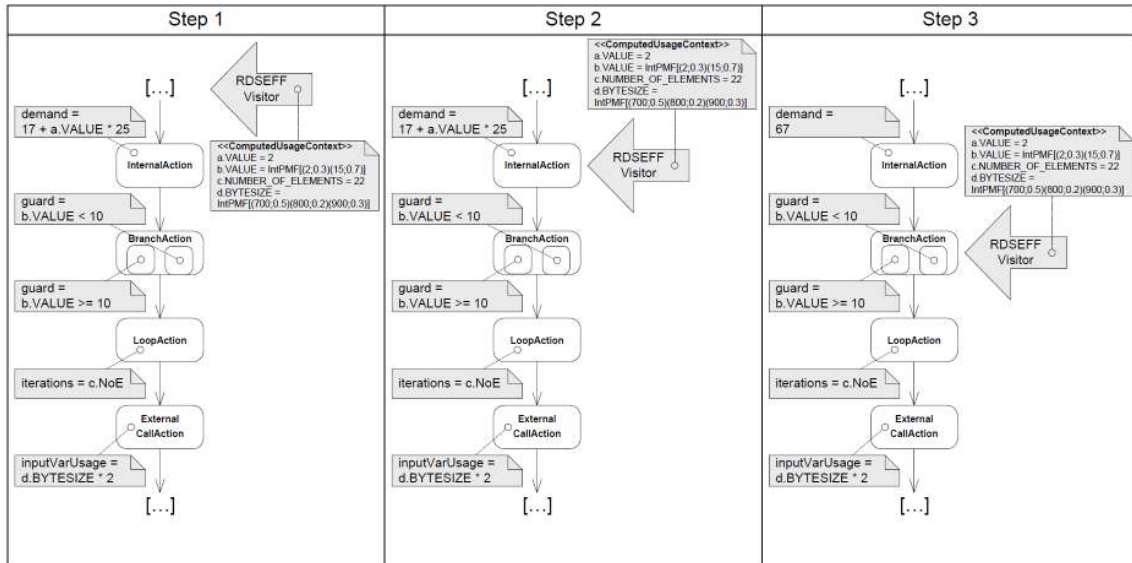 Step 1
[...]
RDSEFF
Visitor
demand =
17 + a.VALUE * 25
<<ComputedUsageContext>>
a.VALUE = 2
b.VALUE = IntPMF[(2;0.3)(15;0.7)]
c.NUMBER_OF_ELEMENTS = 22
d.BYTESIZE =
IntPMF[(700;0.5)(800;0.2)(900;0.3)]
InternalAction
guard =
b.VALUE < 10
BranchAction
guard =
b.VALUE >= 10
LoopAction
iterations = c.NoE
External
CallAction
inputVarUsage =
d.BYTESIZE * 2
[...]
Step 2
<<ComputedUsageContext>>
a.VALUE = 2
b.VALUE = IntPMF[(2;0.3)(15;0.7)]
c.NUMBER_OF_ELEMENTS = 22
d.BYTESIZE =
IntPMF[(700;0.5)(800;0.2)(900;0.3)]
[...]
demand =
17 + a.VALUE * 25
RDSEFF
Visitor
InternalAction
guard =
b.VALUE < 10
BranchAction
guard =
b.VALUE >= 10
LoopAction
iterations = c.NoE
External
CallAction
inputVarUsage =
d.BYTESIZE * 2
[...]
Step 3
[...]
demand =
67
<<ComputedUsageContext>>
a.VALUE = 2
b.VALUE = IntPMF[(2;0.3)(15;0.7)]
c.NUMBER_OF_ELEMENTS = 22
d.BYTESIZE =
IntPMF[(700;0.5)(800;0.2)(900;0.3)]
InternalAction
guard =
b.VALUE < 10
BranchAction
RDSEFF
Visitor
guard =
b.VALUE >= 10
LoopAction
iterations = c.NoE
External
CallAction
inputVarUsage =
d.BYTESIZE * 2
[...]